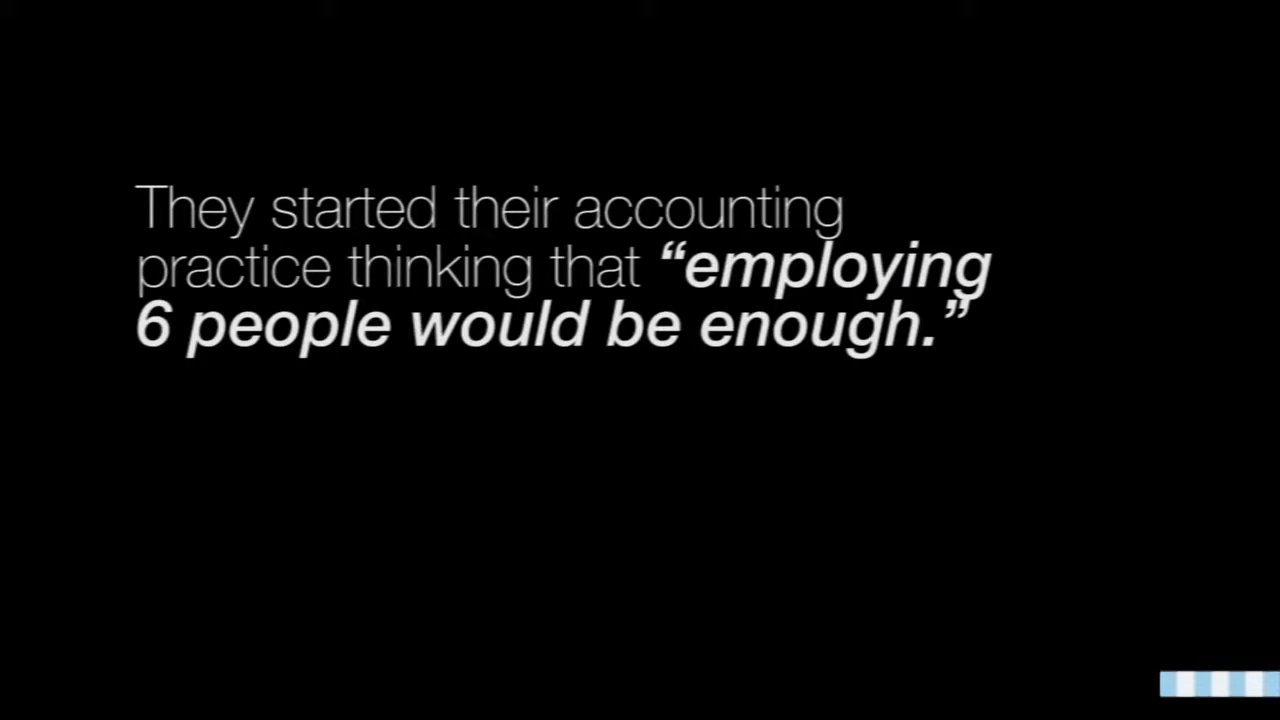 They started their accounting
practice thinking that “employing
6 people would be enough.”